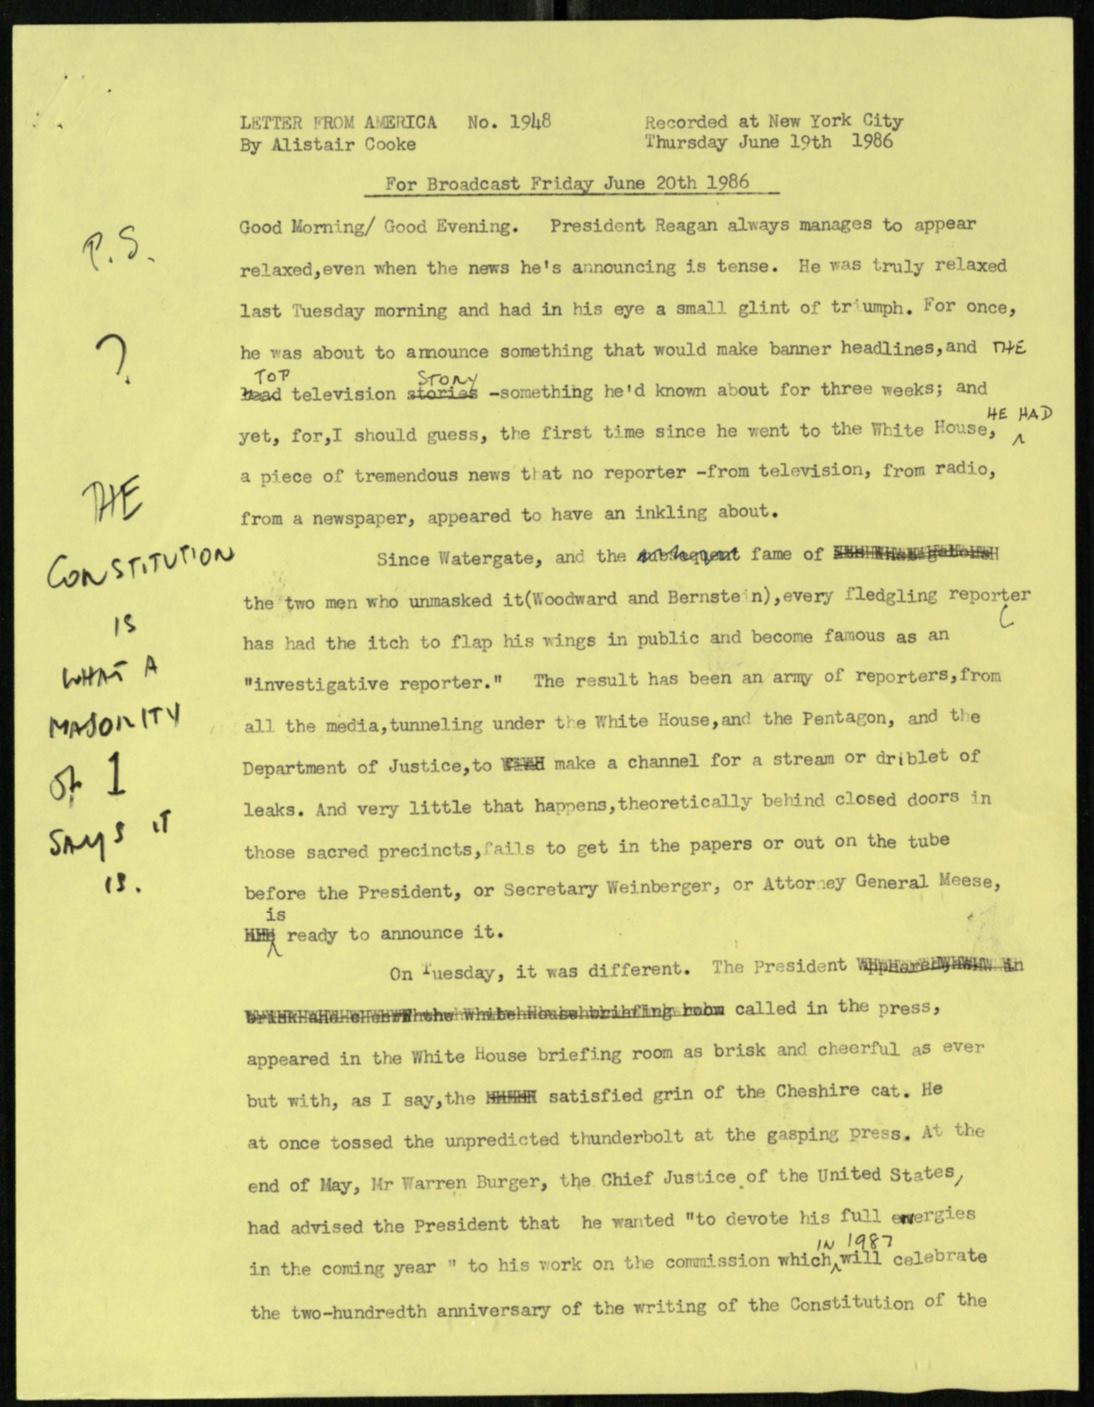 LETTER FROM AMERICA No. 1948 Recorded at New York City
By Alistair Cooke Thursday June 19th 1986
For Broadcast Friday June 20th 1986
Good Morning/ Good Evening. President Reagan always manages to appear
relaxed,even when the news he's announcing is tense. He was truly relaxed
last Tuesday morning and had in his eye a small glint of triumph. For once,
he was about to announce something that would make banner headlines,and THE
TOP STORY
head television stories -something he'd known about for three weeks; and
HE HAD
yet, for,I should guess, the first time since he went to the White House,
a piece of tremendous news that no reporter -from television, from radio,
from a newspaper, appeared to have an inkling about.
Since Watergate, and the subsequent fame of
the two men who unmasked it(Woodward and Bernstein),every fledgling reporter
has had the itch to flap his wings in public and become famous as an
"investigative reporter." The result has been an army of reporters,from
all the media,tunneling under the White House,and the Pentagon, and the
Department of Justice,to make a channel for a stream or driblet of
leaks. And very little that happens,theoretically behind closed doors in
those sacred precincts,fails to get in the papers or out on the tube
before the President, or Secretary Weinberger, or Attorney General Meese,
is
ready to announce it.
On Tuesday, it was different. The President in
brisk and the White House briefing room called in the press,
appeared in the White House briefing room as brisk and cheerful as ever
but with, as I say,the satisfied grin of the Cheshire cat. He
at once tossed the unpredicted thunderbolt at the gasping press. At the
end of May, Mr Warren Burger, the Chief Justice of the United States,
had advised the President that he wanted "to devote his full energies
IN 1987
in the coming year " to his work on the commission which will celebrate
the two-hundredth anniversary of the writing of the Constitution of the
P.S.
?
THE
CONSTITUTION
IS
WHAT A
MAJORITY
OF 1
SAYS IT
IS.